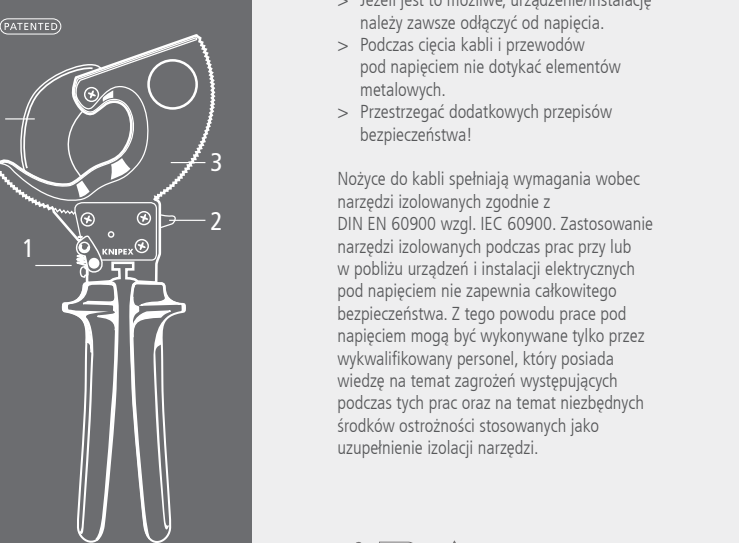 PATENTED
3
2
1
KNIPEX
> Jeżeli jest to możliwe, urządzenie/instalację
należy zawsze odłączyć od napięcia.
> Podczas cięcia kabli i przewodów
pod napięciem nie dotykać elementów
metalowych.
> Przestrzegać dodatkowych przepisów
bezpieczeństwa!
Nożyce do kabli spełniają wymagania wobec
narzędzi izolowanych zgodnie z
DIN EN 60900 wzgl. IEC 60900. Zastosowanie
narzędzi izolowanych podczas prac przy lub
w pobliżu urządzeń i instalacji elektrycznych
pod napięciem nie zapewnia całkowitego
bezpieczeństwa. Z tego powodu prace pod
napięciem mogą być wykonywane tylko przez
wykwalifikowany personel, który posiada
wiedzę na temat zagrożeń występujących
podczas tych prac oraz na temat niezbędnych
środków ostrożności stosowanych jako
uzupełnienie izolacji narzędzi.